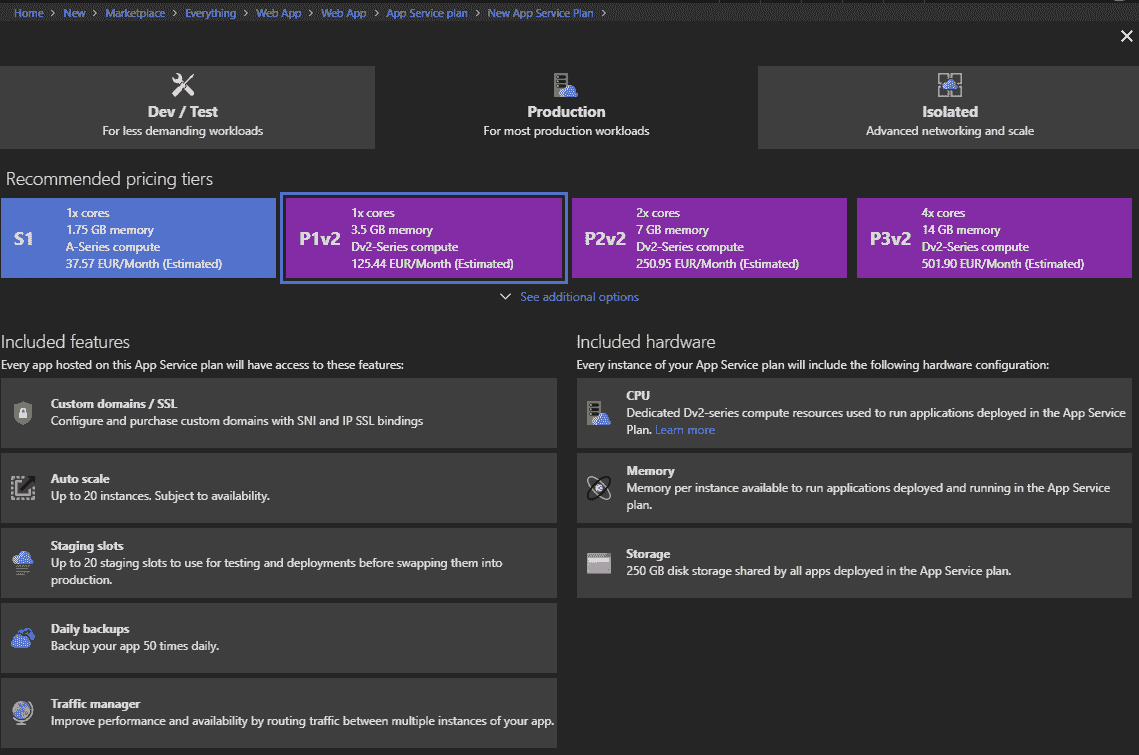 Home > New > Marketplace > Everything > Web App > Web App > App Service plan > New App Service Plan >
Dev / Test
For less demanding workloads
Production
For most production workloads
Isolated
Advanced networking and scale
Recommended pricing tiers
S1
1x cores
1.75 GB memory
A-Series compute
37.57 EUR/Month (Estimated)
P1v2
1x cores
3.5 GB memory
Dv2-Series compute
125.44 EUR/Month (Estimated)
P2v2
2x cores
7 GB memory
Dv2-Series compute
250.95 EUR/Month (Estimated)
P3v2
4x cores
14 GB memory
Dv2-Series compute
501.90 EUR/Month (Estimated)
See additional options
Included features
Every app hosted on this App Service plan will have access to these features:
Custom domains / SSL
Configure and purchase custom domains with SNI and IP SSL bindings
Auto scale
Up to 20 instances. Subject to availability.
Staging slots
Up to 20 staging slots to use for testing and deployments before swapping them into
production.
Daily backups
Backup your app 50 times daily.
Traffic manager
Improve performance and availability by routing traffic between multiple instances of your app.
Included hardware
Every instance of your App Service plan will include the following hardware configuration:
CPU
Dedicated Dv2-series compute resources used to run applications deployed in the App Service
Plan. Learn more
Memory
Memory per instance available to run applications deployed and running in the App Service
plan.
Storage
250 GB disk storage shared by all apps deployed in the App Service plan.